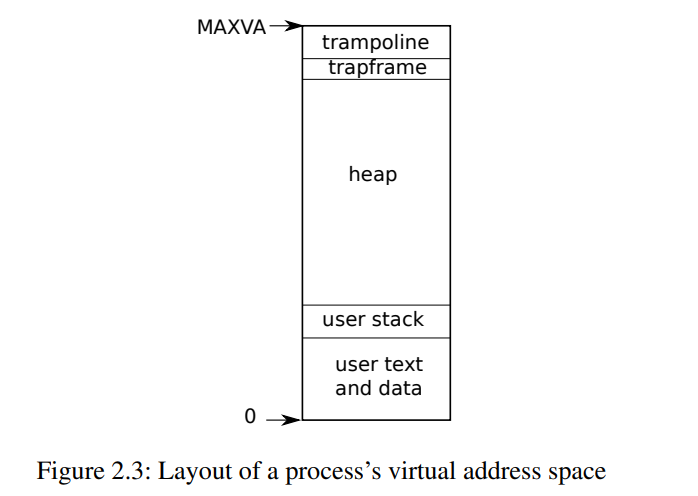 MAXVA
trampoline
trapframe
heap
user stack
user text
and data
0
Figure 2.3: Layout of a process's virtual address space